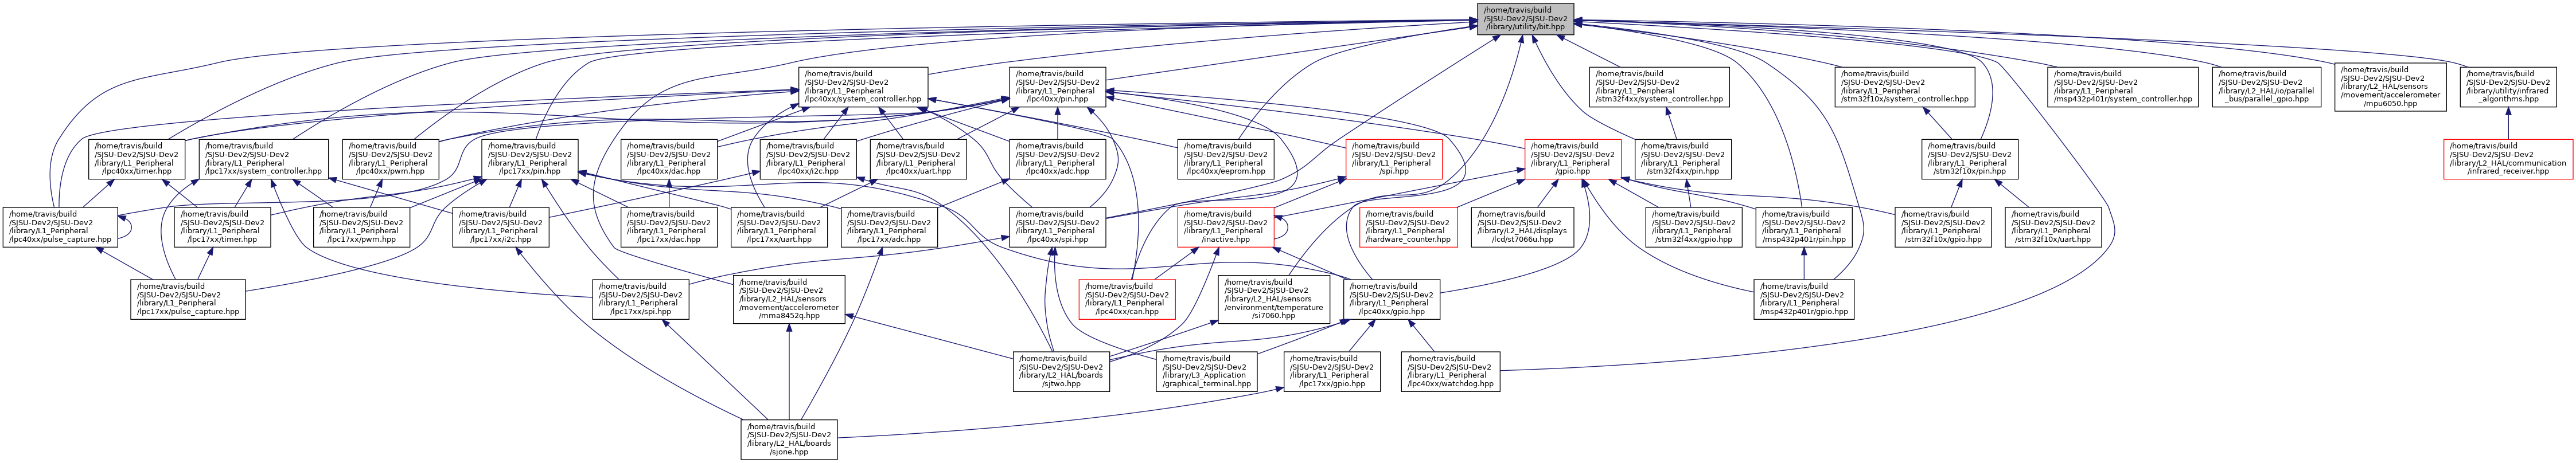 /home/travis/build
/SJSU-Dev2/SJSU-Dev2
/library/utility/bit.hpp
/home/travis/build
/SJSU-Dev2/SJSU-Dev2
/library/L1_Peripheral
/lpc40xx/system_controller.hpp
/home/travis/build
/SJSU-Dev2/SJSU-Dev2
/library/L1_Peripheral
/lpc40xx/pin.hpp
/home/travis/build
/SJSU-Dev2/SJSU-Dev2
/library/L1_Peripheral
/stm32f4xx/system_controller.hpp
/home/travis/build
/SJSU-Dev2/SJSU-Dev2
/library/L1_Peripheral
/stm32f10x/system_controller.hpp
/home/travis/build
/SJSU-Dev2/SJSU-Dev2
/library/L1_Peripheral
/msp432p401r/system_controller.hpp
/home/travis/build
/SJSU-Dev2/SJSU-Dev2
/library/L2_HAL/io/parallel
_bus/parallel_gpio.hpp
/home/travis/build
/SJSU-Dev2/SJSU-Dev2
/library/L2_HAL/sensors
/movement/accelerometer
/mpu6050.hpp
/home/travis/build
/SJSU-Dev2/SJSU-Dev2
/library/utility/infrared
_algorithms.hpp
/home/travis/build
/SJSU-Dev2/SJSU-Dev2
/library/L1_Peripheral
/lpc40xx/timer.hpp
/home/travis/build
/SJSU-Dev2/SJSU-Dev2
/library/L1_Peripheral
/lpc17xx/system_controller.hpp
/home/travis/build
/SJSU-Dev2/SJSU-Dev2
/library/L1_Peripheral
/lpc40xx/pwm.hpp
/home/travis/build
/SJSU-Dev2/SJSU-Dev2
/library/L1_Peripheral
/lpc17xx/pin.hpp
/home/travis/build
/SJSU-Dev2/SJSU-Dev2
/library/L1_Peripheral
/lpc40xx/dac.hpp
/home/travis/build
/SJSU-Dev2/SJSU-Dev2
/library/L1_Peripheral
/lpc40xx/i2c.hpp
/home/travis/build
/SJSU-Dev2/SJSU-Dev2
/library/L1_Peripheral
/lpc40xx/uart.hpp
/home/travis/build
/SJSU-Dev2/SJSU-Dev2
/library/L1_Peripheral
/lpc40xx/adc.hpp
/home/travis/build
/SJSU-Dev2/SJSU-Dev2
/library/L1_Peripheral
/lpc40xx/eeprom.hpp
/home/travis/build
/SJSU-Dev2/SJSU-Dev2
/library/L1_Peripheral
/spi.hpp
/home/travis/build
/SJSU-Dev2/SJSU-Dev2
/library/L1_Peripheral
/gpio.hpp
/home/travis/build
/SJSU-Dev2/SJSU-Dev2
/library/L1_Peripheral
/stm32f4xx/pin.hpp
/home/travis/build
/SJSU-Dev2/SJSU-Dev2
/library/L1_Peripheral
/stm32f10x/pin.hpp
/home/travis/build
/SJSU-Dev2/SJSU-Dev2
/library/L2_HAL/communication
/infrared_receiver.hpp
/home/travis/build
/SJSU-Dev2/SJSU-Dev2
/library/L1_Peripheral
/lpc40xx/pulse_capture.hpp
/home/travis/build
/SJSU-Dev2/SJSU-Dev2
/library/L1_Peripheral
/lpc17xx/timer.hpp
/home/travis/build
/SJSU-Dev2/SJSU-Dev2
/library/L1_Peripheral
/lpc17xx/pwm.hpp
/home/travis/build
/SJSU-Dev2/SJSU-Dev2
/library/L1_Peripheral
/lpc17xx/i2c.hpp
/home/travis/build
/SJSU-Dev2/SJSU-Dev2
/library/L1_Peripheral
/lpc17xx/dac.hpp
/home/travis/build
/SJSU-Dev2/SJSU-Dev2
/library/L1_Peripheral
/lpc17xx/uart.hpp
/home/travis/build
/SJSU-Dev2/SJSU-Dev2
/library/L1_Peripheral
/lpc17xx/adc.hpp
/home/travis/build
/SJSU-Dev2/SJSU-Dev2
/library/L1_Peripheral
/lpc40xx/spi.hpp
/home/travis/build
/SJSU-Dev2/SJSU-Dev2
/library/L1_Peripheral
/inactive.hpp
/home/travis/build
/SJSU-Dev2/SJSU-Dev2
/library/L1_Peripheral
/hardware_counter.hpp
/home/travis/build
/SJSU-Dev2/SJSU-Dev2
/library/L2_HAL/displays
/lcd/st7066u.hpp
/home/travis/build
/SJSU-Dev2/SJSU-Dev2
/library/L1_Peripheral
/stm32f4xx/gpio.hpp
/home/travis/build
/SJSU-Dev2/SJSU-Dev2
/library/L1_Peripheral
/msp432p401r/pin.hpp
/home/travis/build
/SJSU-Dev2/SJSU-Dev2
/library/L1_Peripheral
/stm32f10x/gpio.hpp
/home/travis/build
/SJSU-Dev2/SJSU-Dev2
/library/L1_Peripheral
/stm32f10x/uart.hpp
/home/travis/build
/SJSU-Dev2/SJSU-Dev2
/library/L1_Peripheral
/lpc17xx/pulse_capture.hpp
/home/travis/build
/SJSU-Dev2/SJSU-Dev2
/library/L1_Peripheral
/lpc17xx/spi.hpp
/home/travis/build
/SJSU-Dev2/SJSU-Dev2
/library/L2_HAL/sensors
/movement/accelerometer
/mma8452q.hpp
/home/travis/build
/SJSU-Dev2/SJSU-Dev2
/library/L1_Peripheral
/lpc40xx/can.hpp
/home/travis/build
/SJSU-Dev2/SJSU-Dev2
/library/L2_HAL/sensors
/environment/temperature
/si7060.hpp
/home/travis/build
/SJSU-Dev2/SJSU-Dev2
/library/L1_Peripheral
/lpc40xx/gpio.hpp
/home/travis/build
/SJSU-Dev2/SJSU-Dev2
/library/L1_Peripheral
/msp432p401r/gpio.hpp
/home/travis/build
/SJSU-Dev2/SJSU-Dev2
/library/L2_HAL/boards
/sjtwo.hpp
/home/travis/build
/SJSU-Dev2/SJSU-Dev2
/library/L3_Application
/graphical_terminal.hpp
/home/travis/build
/SJSU-Dev2/SJSU-Dev2
/library/L1_Peripheral
/lpc17xx/gpio.hpp
/home/travis/build
/SJSU-Dev2/SJSU-Dev2
/library/L1_Peripheral
/lpc40xx/watchdog.hpp
/home/travis/build
/SJSU-Dev2/SJSU-Dev2
/library/L2_HAL/boards
/sjone.hpp